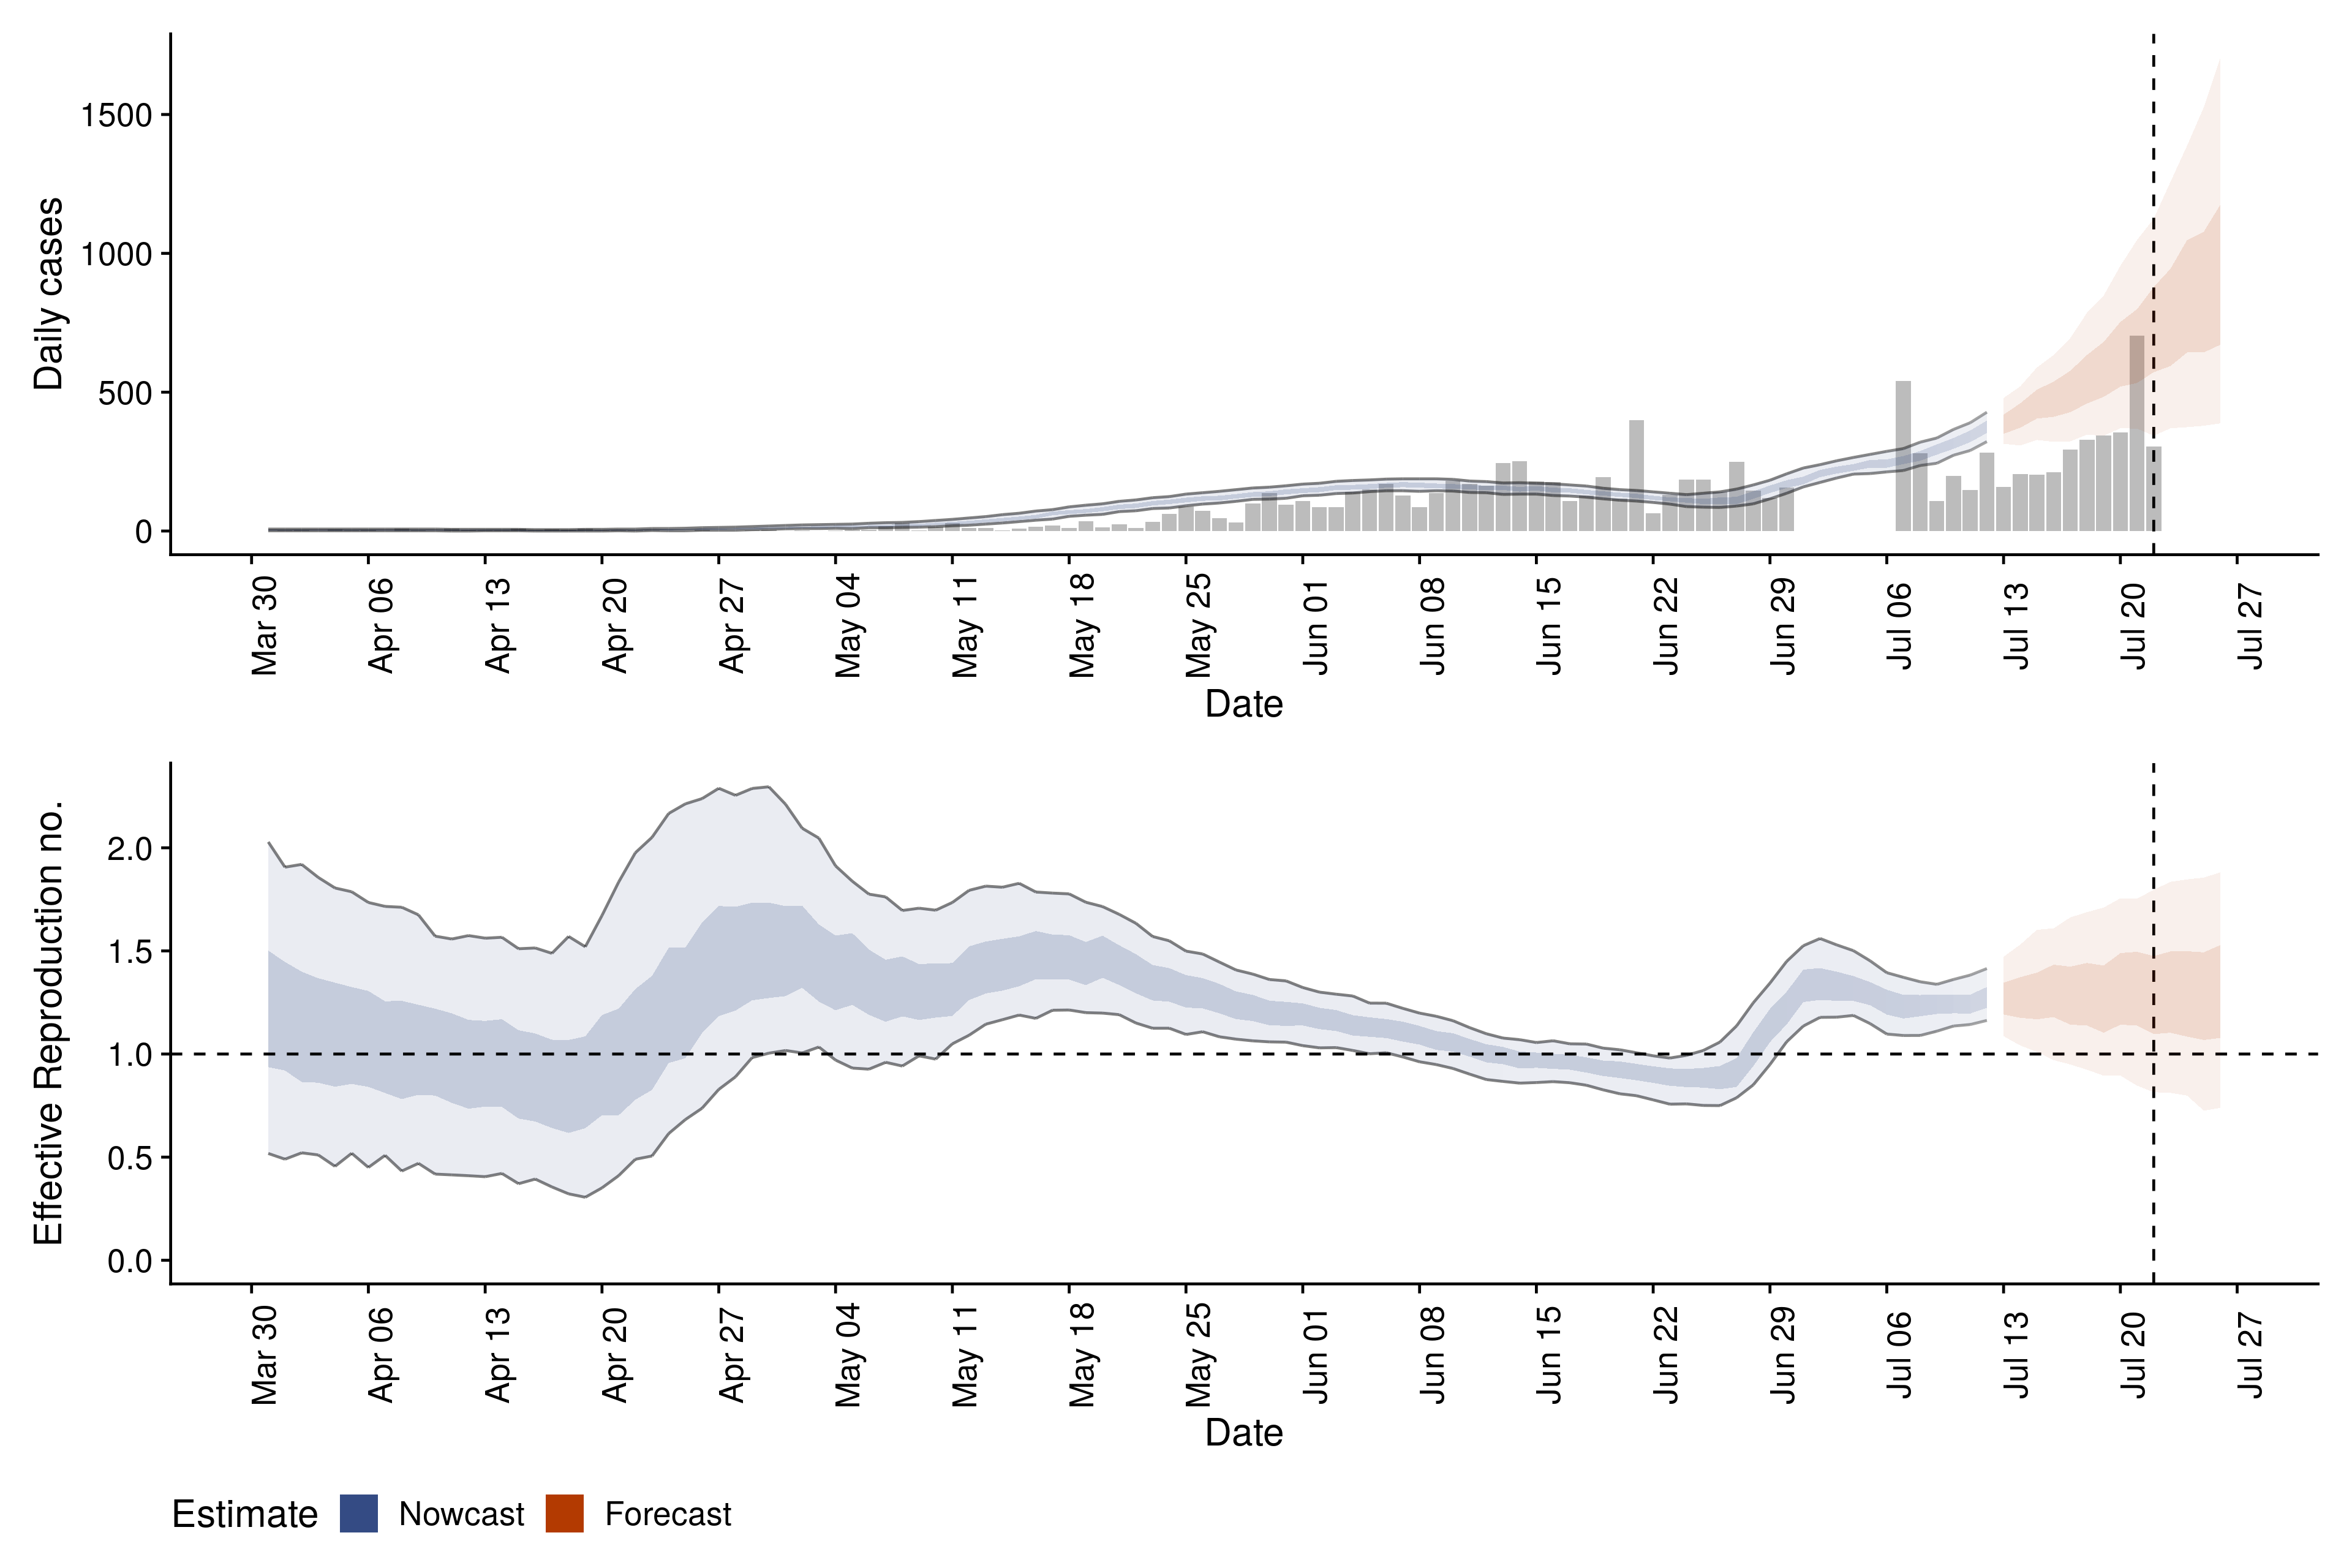 Daily cases
1500
1000
500
0
Mar 30
Apr 06
Apr 13
Apr 20
Apr 27
May 04
May 11
May 18
May 25
Jun 01
Jun 08
Jun 15
Jun 22
Jun 29
Jul 06
Jul 13
Jul 20
Jul 27
Date
Effective Reproduction no.
2.0
1.5
1.0
0.5
0.0
Mar 30
Apr 06
Apr 13
Apr 20
Apr 27
May 04
May 11
May 18
May 25
Jun 01
Jun 08
Jun 15
Jun 22
Jun 29
Jul 06
Jul 13
Jul 20
Jul 27
Date
Estimate Nowcast Forecast